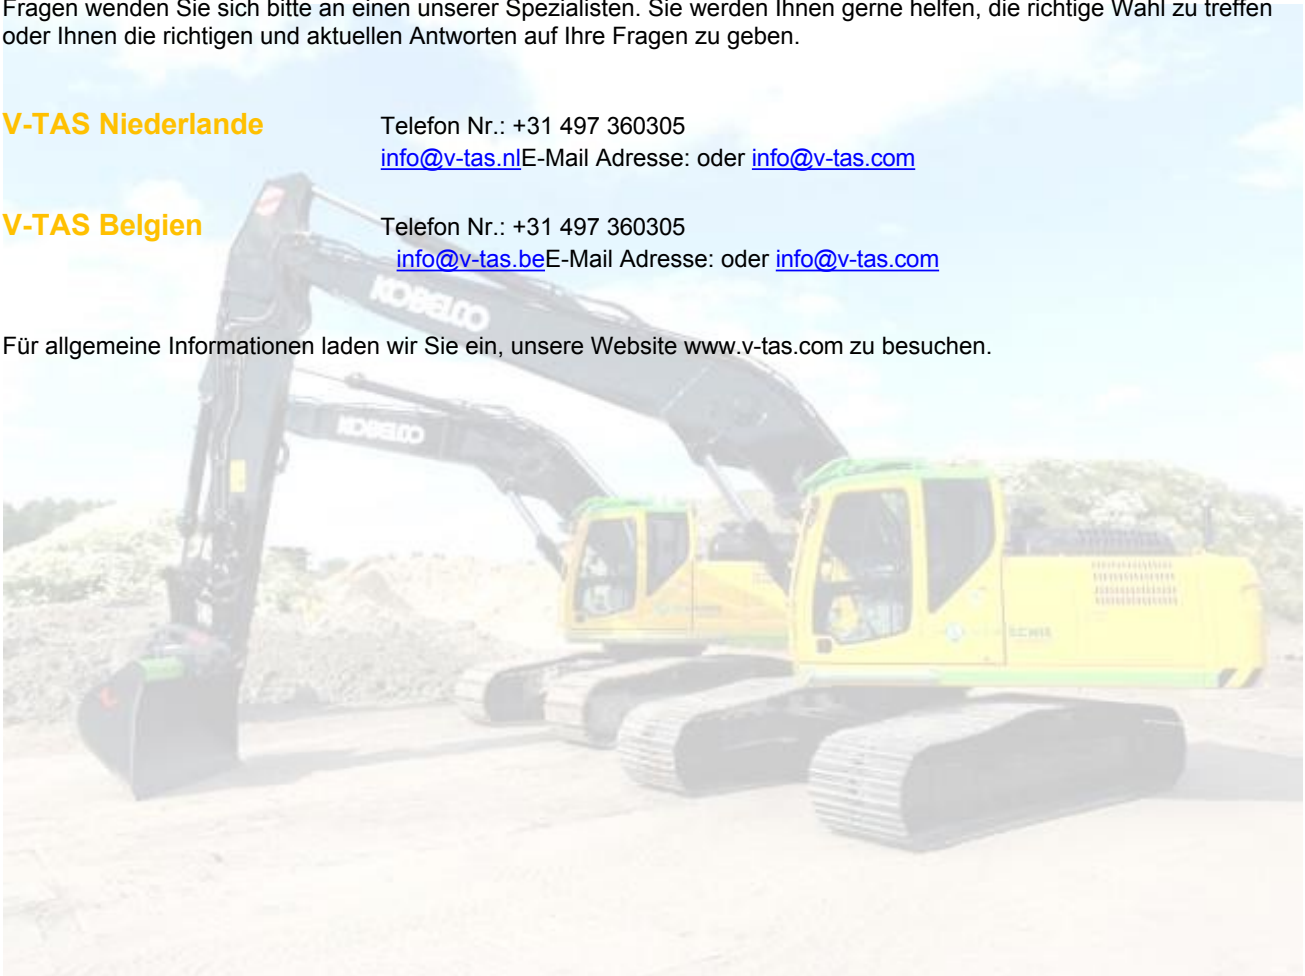 Fragen wenden Sie sich bitte an einen unserer Spezialisten. Sie werden Ihnen gerne helfen, die richtige Wahl zu treffen
oder Ihnen die richtigen und aktuellen Antworten auf Ihre Fragen zu geben.
V-TAS Niederlande Telefon Nr.: +31 497 360305
info@v-tas.nlE-Mail Adresse: oder info@v-tas.com
V-TAS Belgien Telefon Nr.: +31 497 360305
info@v-tas.beE-Mail Adresse: oder info@v-tas.com
KOBELCO
Für allgemeine Informationen laden wir Sie ein, unsere Website www.v-tas.com zu besuchen.
KOBELCO